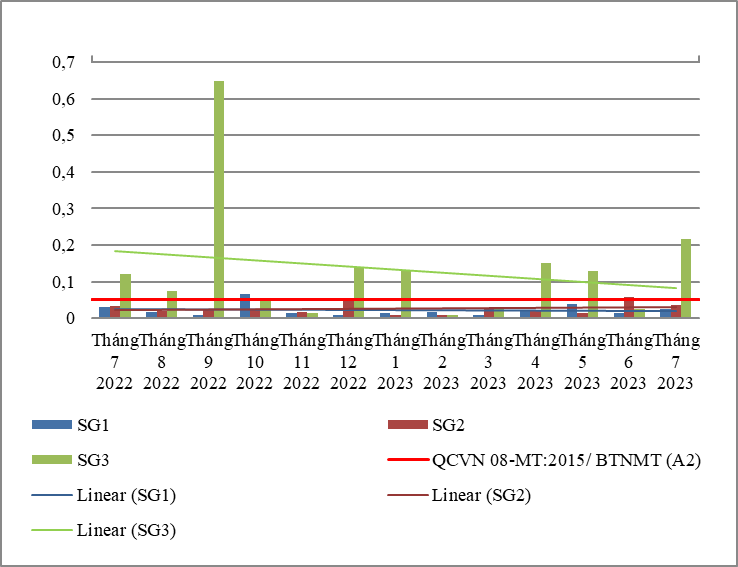 0,7
0,6
0,5
0,4
0,3
0,2
0,1
0
Tháng Tháng Tháng Tháng Tháng Tháng Tháng Tháng Tháng Tháng Tháng Tháng Tháng
7 8 9 10 11 12 1 2 3 4 5 6 7
2022 2022 2022 2022 2022 2022 2023 2023 2023 2023 2023 2023 2023
SG1 SG2
SG3 QCVN 08-MT:2015/ BTNMT (A2)
Linear (SG1) Linear (SG2)
Linear (SG3)